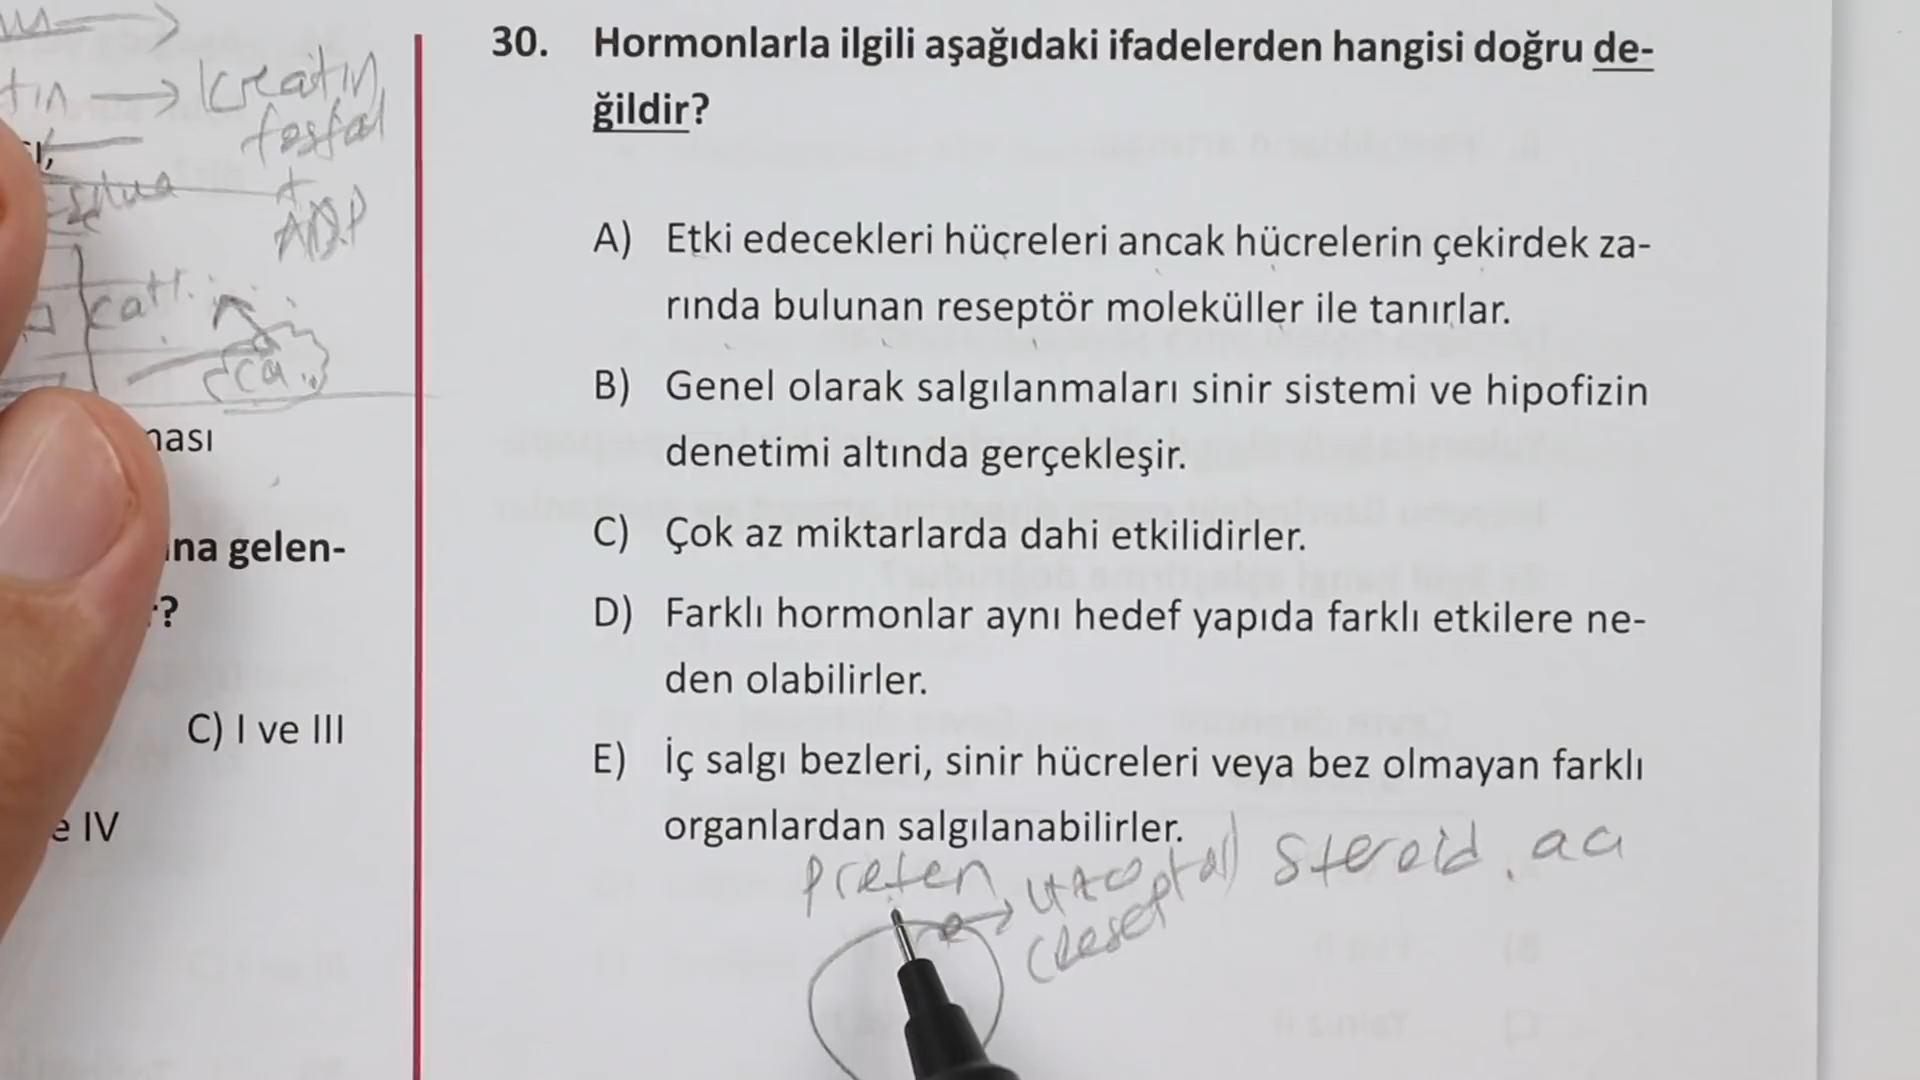 kreatin
fosfat
+
ADP
ması
ına gelen-
r?
C) I ve III
e IV
30. Hormonlarla ilgili aşağıdaki ifadelerden hangisi doğru de-
ğildir?
A) Etki edecekleri hücreleri ancak hücrelerin çekirdek za-
rında bulunan reseptör moleküller ile tanırlar.
B) Genel olarak salgılanmaları sinir sistemi ve hipofizin
denetimi altında gerçekleşir.
C) Çok az miktarlarda dahi etkilidirler.
D) Farklı hormonlar aynı hedef yapıda farklı etkilere ne-
den olabilirler.
E) İç salgı bezleri, sinir hücreleri veya bez olmayan farklı
organlardan salgılanabilirler.
steroid